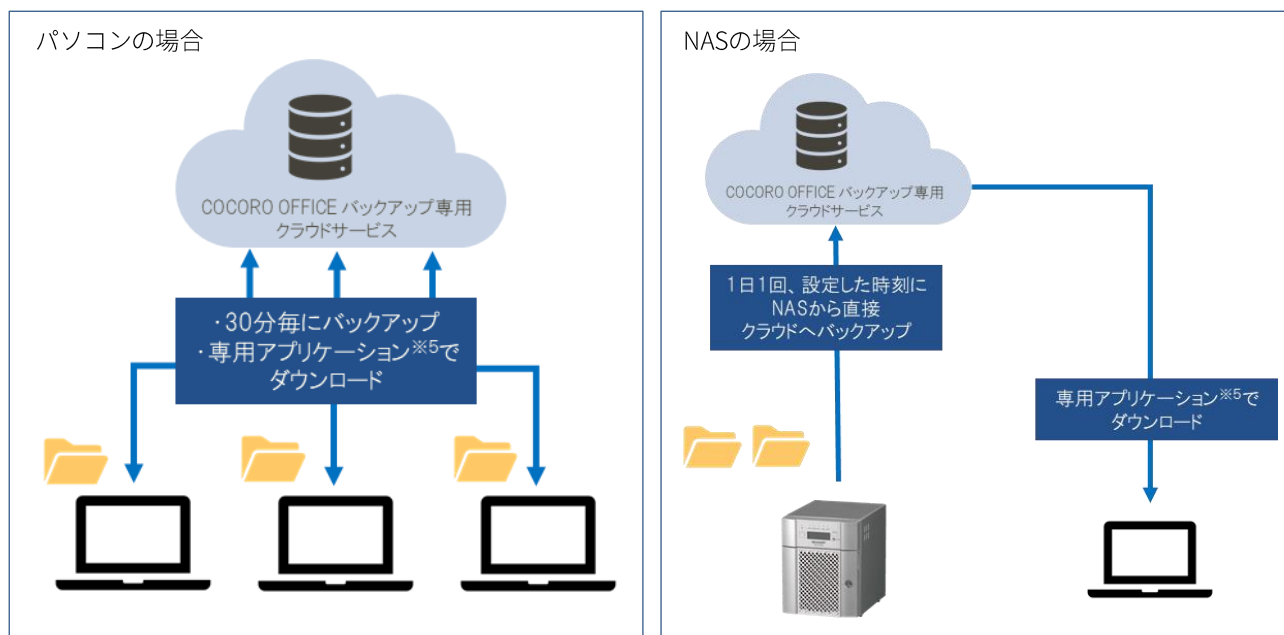 パソコンの場合
COCORO OFFICE バックアップ専用
クラウドサービス
・30分毎にバックアップ
・専用アプリケーション※5で
ダウンロード
NASの場合
COCORO OFFICE バックアップ専用
クラウドサービス
1日1回、設定した時刻に
NASから直接
クラウドへバックアップ
専用アプリケーション※5で
ダウンロード